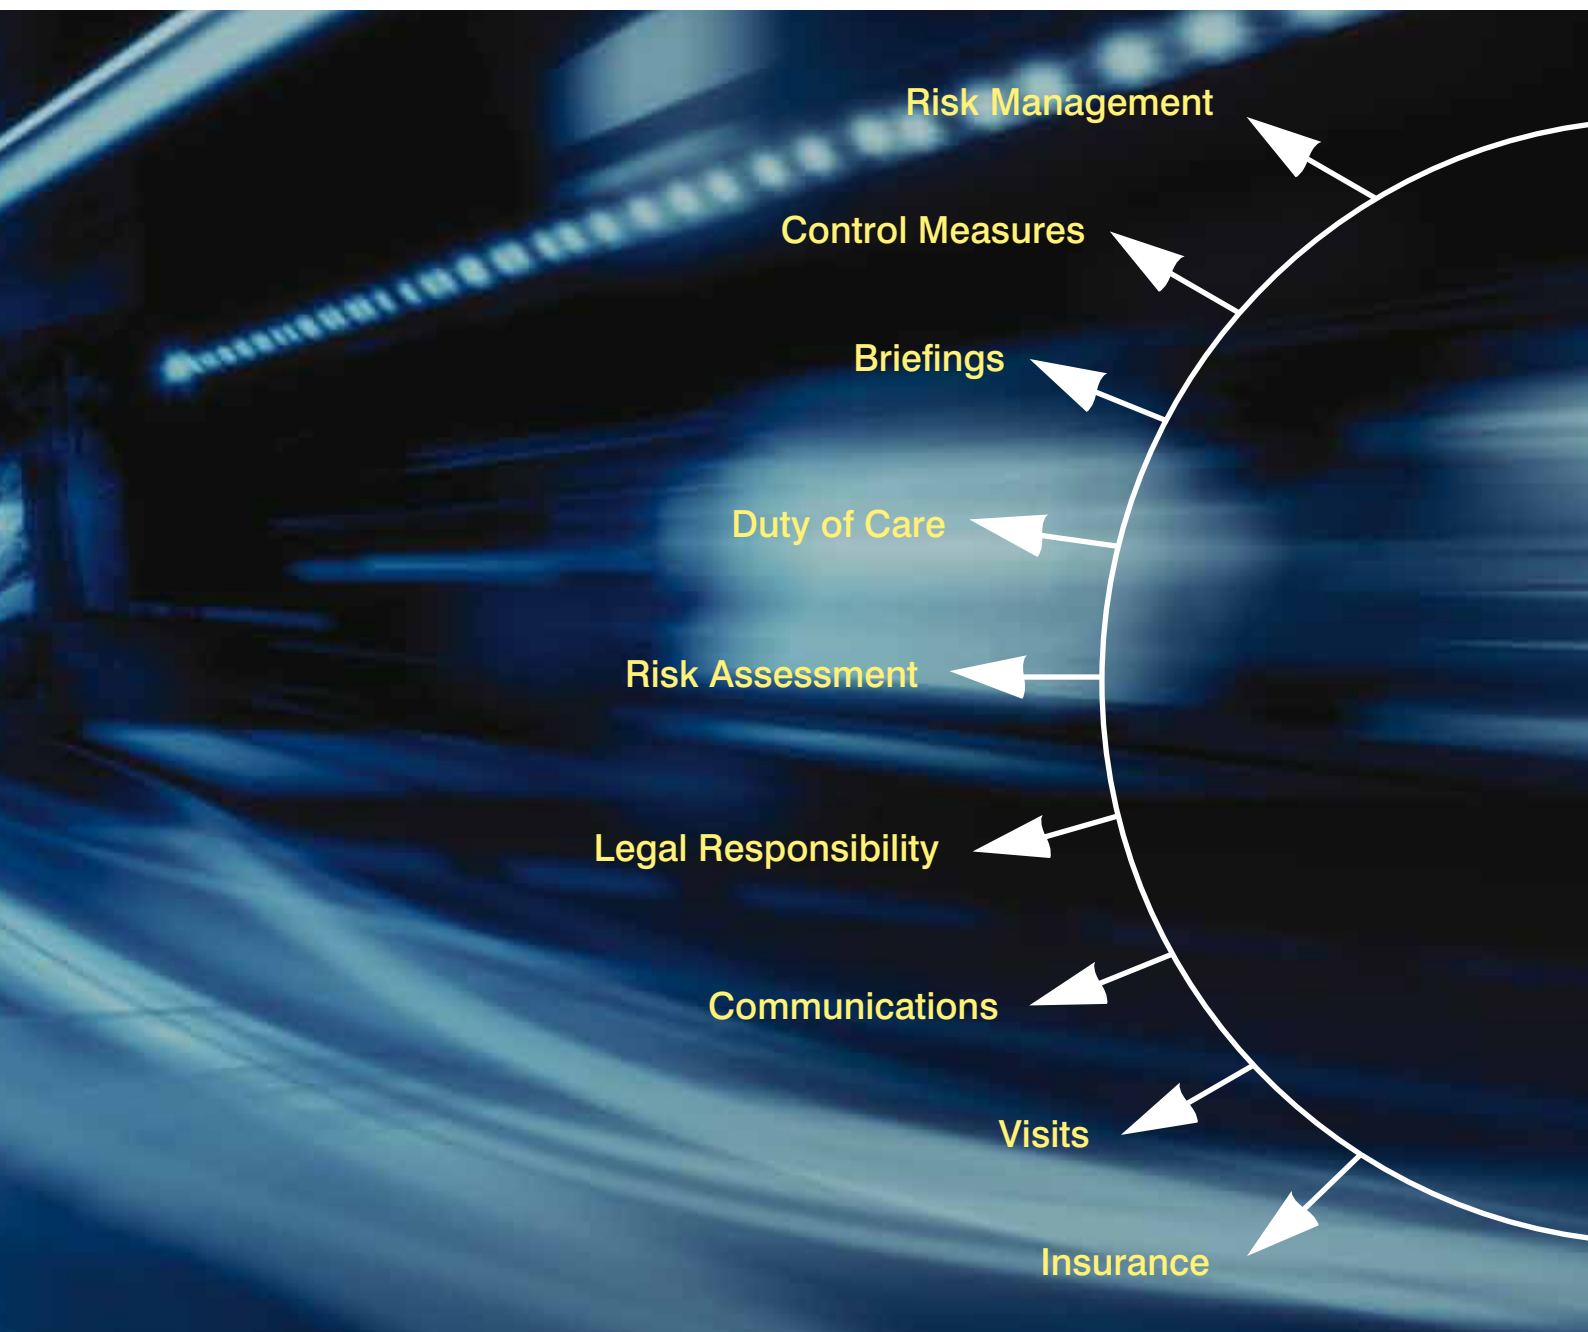 Risk Management
Control Measures
Briefings
Duty of Care
Risk Assessment
Legal Responsibility
Communications
Visits
Insurance